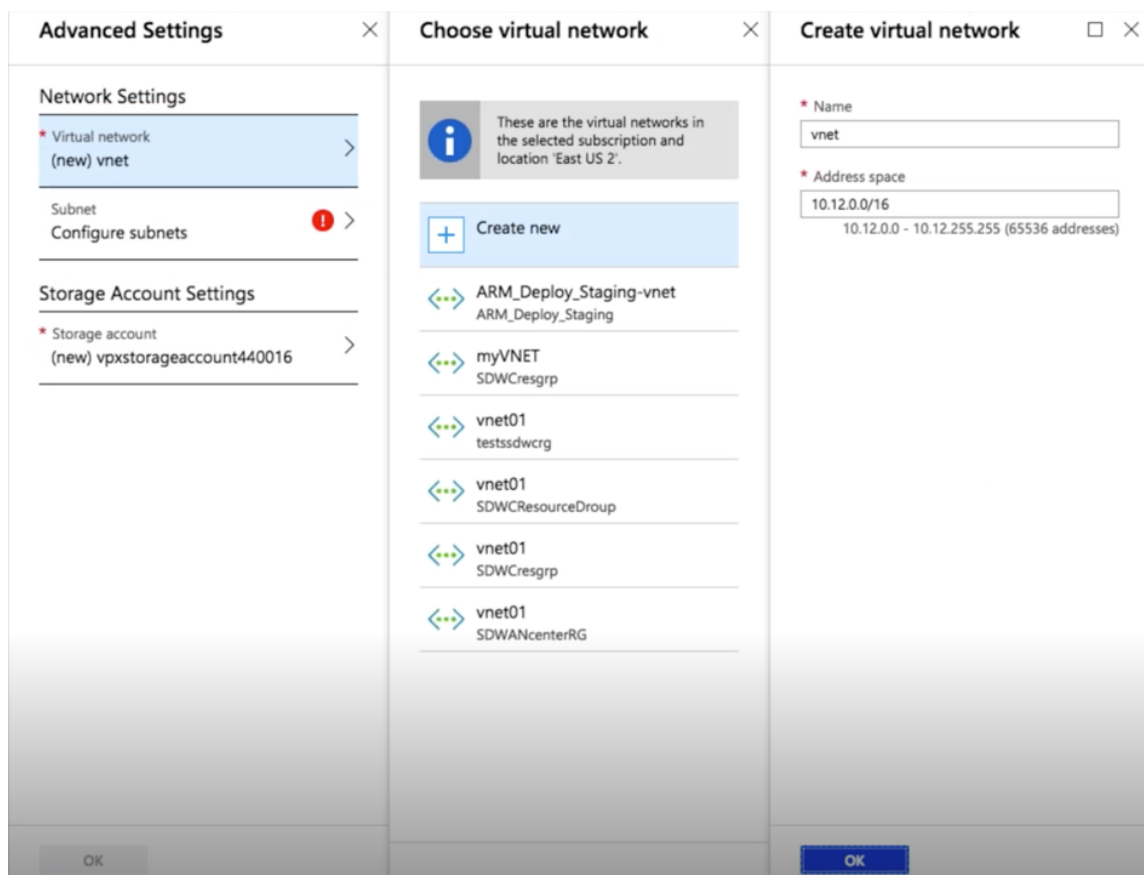 Advanced Settings
Network Settings
* Virtual network
(new) vnet
Subnet
Configure subnets
Storage Account Settings
* Storage account
(new) vpxstorageaccount440016
OK
Choose virtual network
These are the virtual networks in
the selected subscription and
location 'East US 2'.
Create new
ARM_Deploy_Staging-vnet
ARM_Deploy_Staging
myVNET
SDWCresgrp
vnet01
testssdwcrg
vnet01
SDWCResourceDroup
vnet01
SDWCresgrp
vnet01
SDWANcenterRG
Create virtual network
* Name
vnet
* Address space
10.12.0.0/16
10.12.0.0 - 10.12.255.255 (65536 addresses)
OK